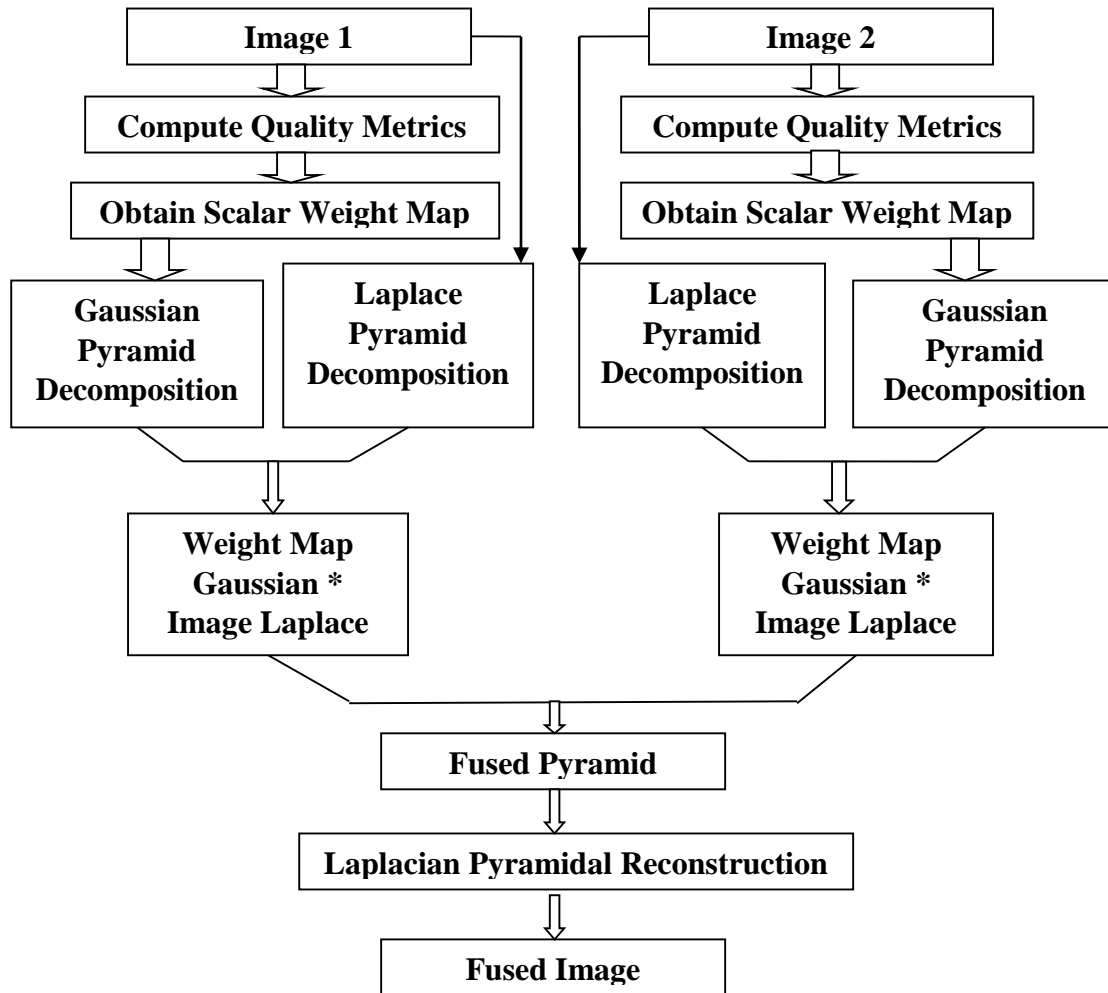 Image 1
Image 2
Compute Quality Metrics
Compute Quality Metrics
Obtain Scalar Weight Map
Obtain Scalar Weight Map
Gaussian
Pyramid
Decomposition
Laplace
Pyramid
Decomposition
Laplace
Pyramid
Decomposition
Gaussian
Pyramid
Decomposition
Weight Map
Gaussian *
Image Laplace
Weight Map
Gaussian *
Image Laplace
Fused Pyramid
Laplacian Pyramidal Reconstruction
Fused Image